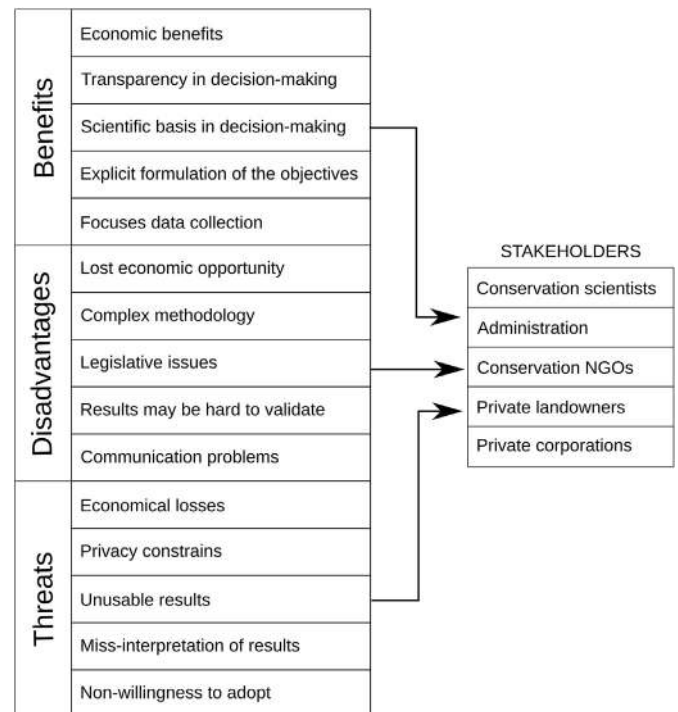 Benefits
Economic benefits
Transparency in decision-making
Scientific basis in decision-making
Explicit formulation of the objectives
Focuses data collection
Disadvantages
Lost economic opportunity
Complex methodology
Legislative issues
Results may be hard to validate
Communication problems
Threats
Economical losses
Privacy constrains
Unusable results
Miss-interpretation of results
Non-willingness to adopt
STAKEHOLDERS
Conservation scientists
Administration
Conservation NGOs
Private landowners
Private corporations